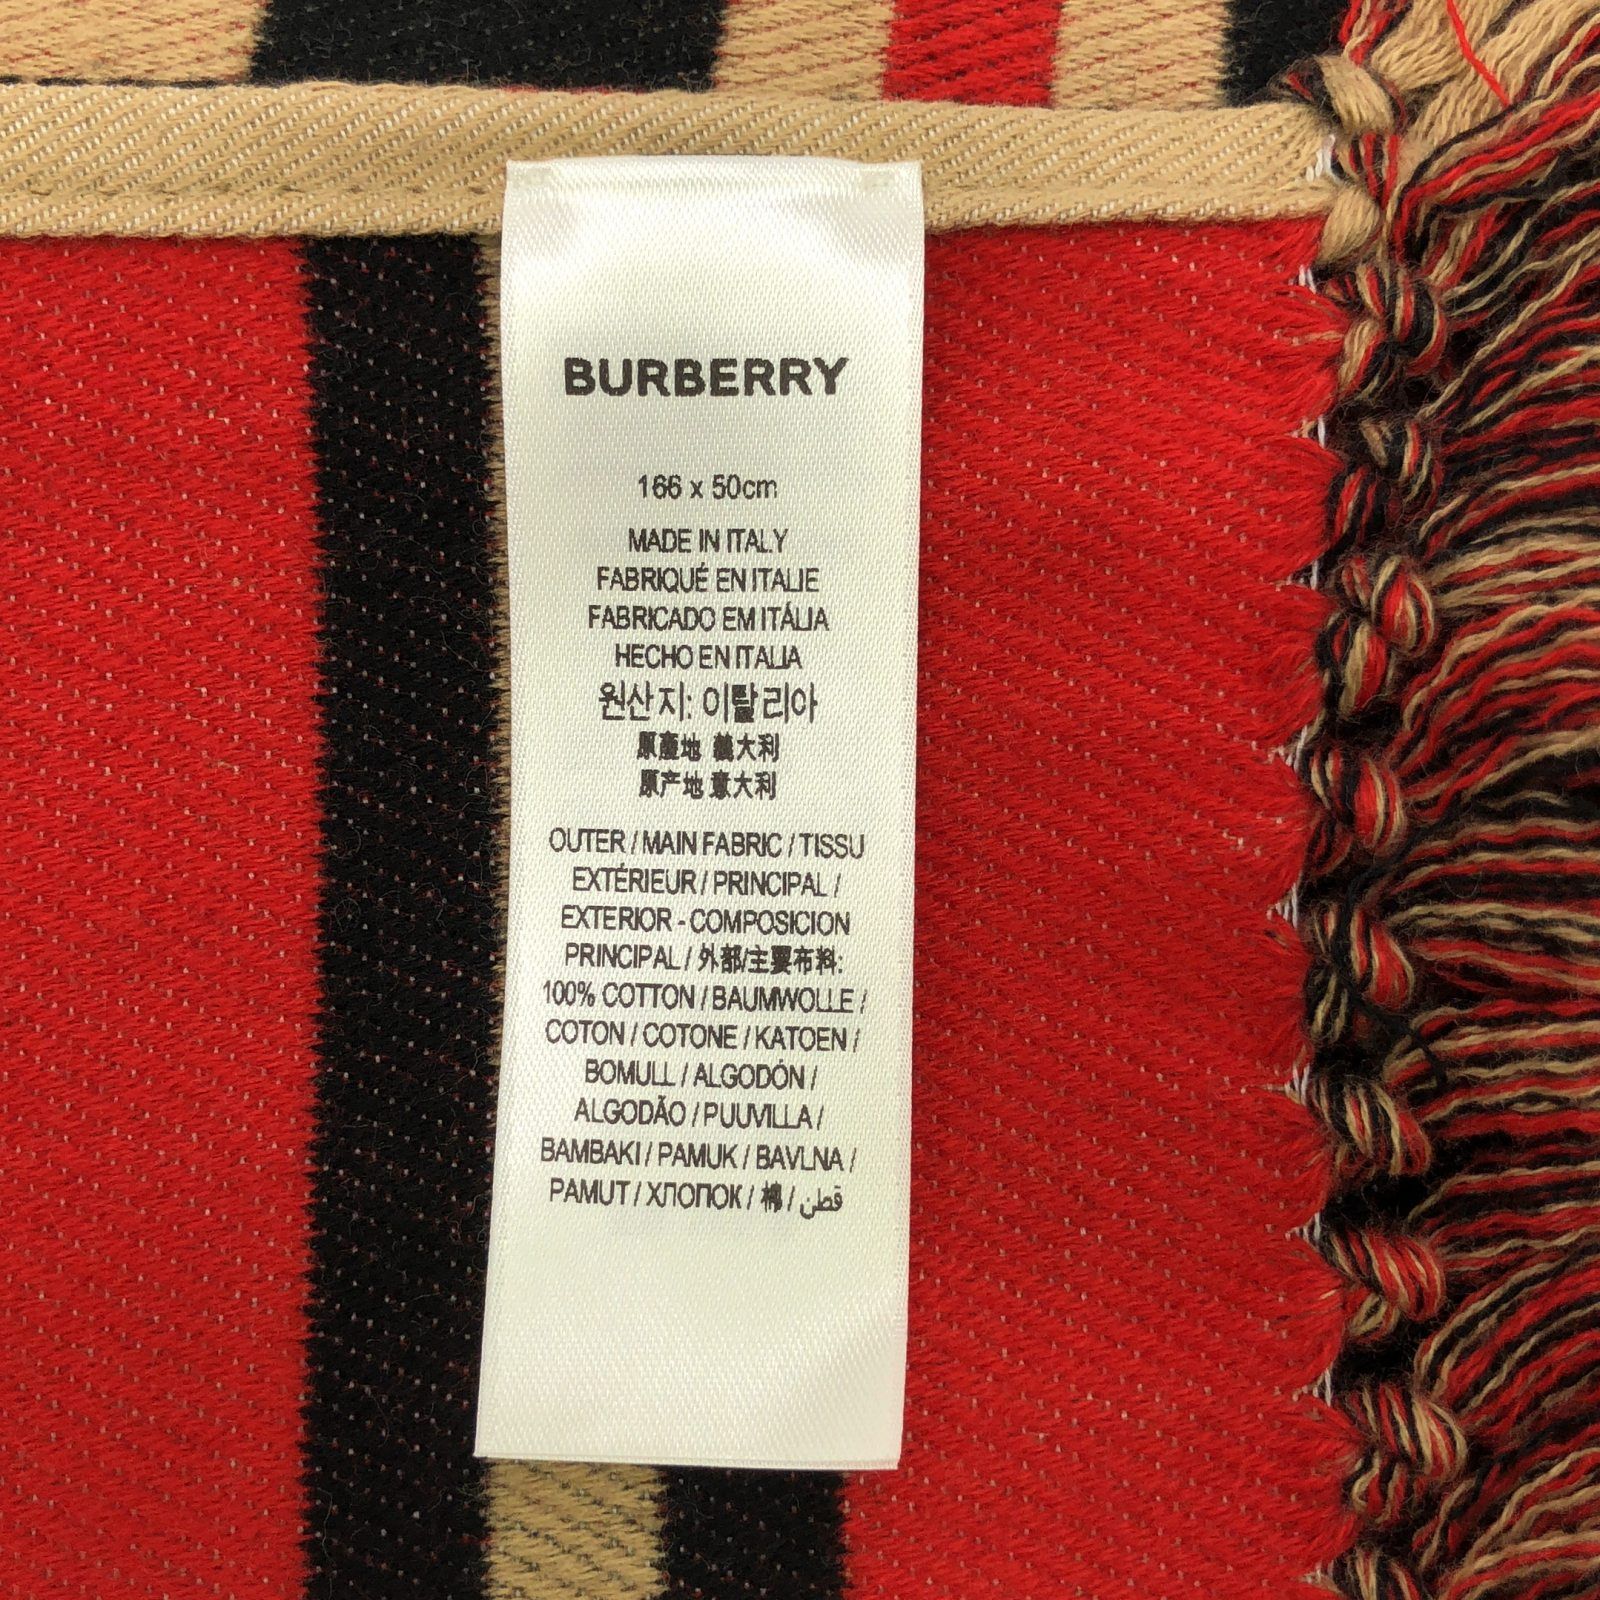 BURBERRY
166 x 50cm
MADE IN ITALY
FABRIQUÉ EN ITALIE
FABRICADO EM ITÁLIA
HECHO EN ITALIA
원산지: 이탈리아
原產地 義大利
原产地 意大利
OUTER / MAIN FABRIC / TISSU
EXTÉRIEUR / PRINCIPAL /
EXTERIOR - COMPOSICION
PRINCIPAL / 外部/主要布料:
100% COTTON / BAUMWOLLE /
COTON / COTONE / KATOEN /
BOMULL / ALGODÓN /
ALGODÃO / PUUVILLA /
BAMBAKI / PAMUK / BAVLNA /
PAMUT / ХЛОПОК / 棉 / قطن